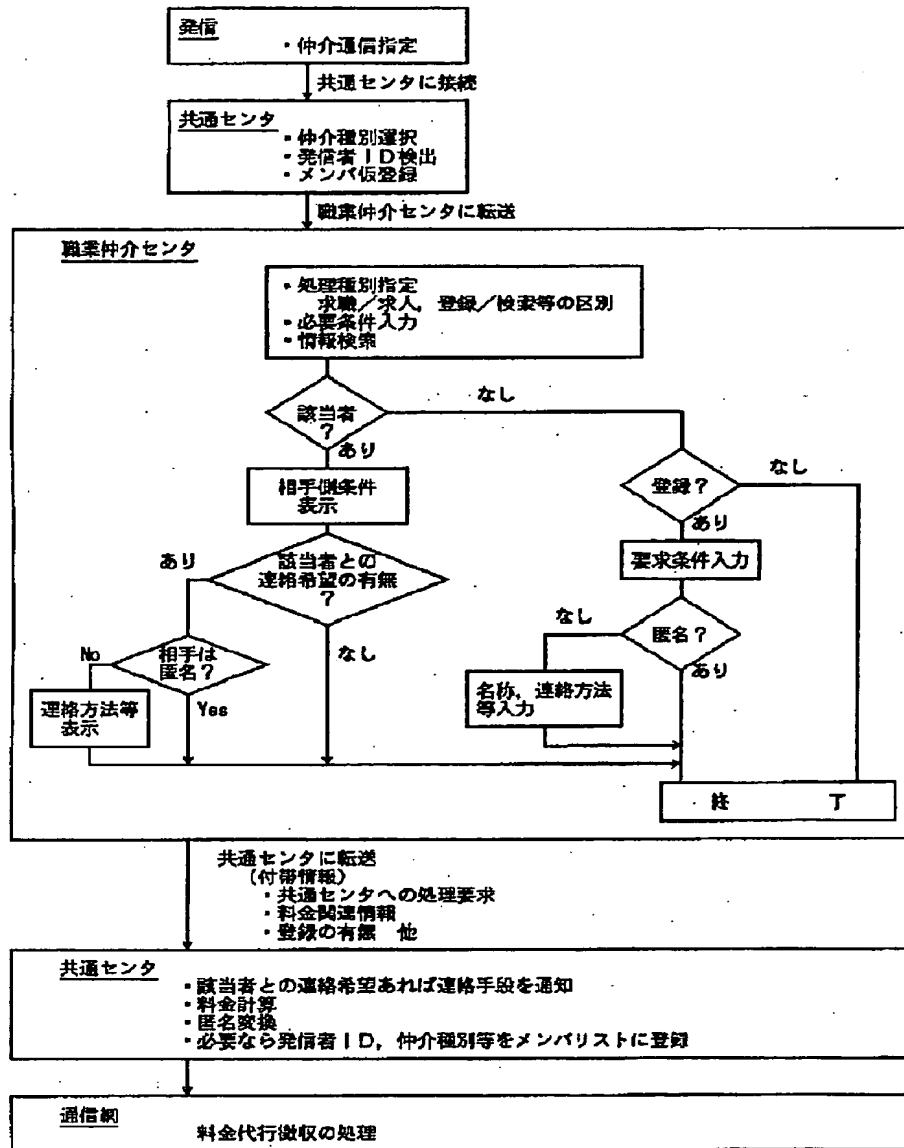 発信
・仲介通信指定
共通センタに接続
共通センタ
・仲介種別選択
・発信者ID検出
・メンバ仮登録
職業仲介センタに転送
職業仲介センタ
・処理種別指定
求職/求人,登録/検索等の区別
・必要条件入力
・情報検索
該当者
?
なし
あり
相手側条件
表示
登録?
なし
あり
要求条件入力
あり
該当者との
連絡希望の有無
?
なし
匿名?
なし
あり
No
相手は
匿名?
Yes
連絡方法等
表示
名称,連絡方法
等入力
終 了
共通センタに転送
(付帯情報)
・共通センタへの処理要求
・料金関連情報
・登録の有無 他
共通センタ
・該当者との連絡希望あれば連絡手段を通知
・料金計算
・匿名変換
・必要なら発信者ID,仲介種別等をメンバリストに登録
通信網
料金代行徴収の処理